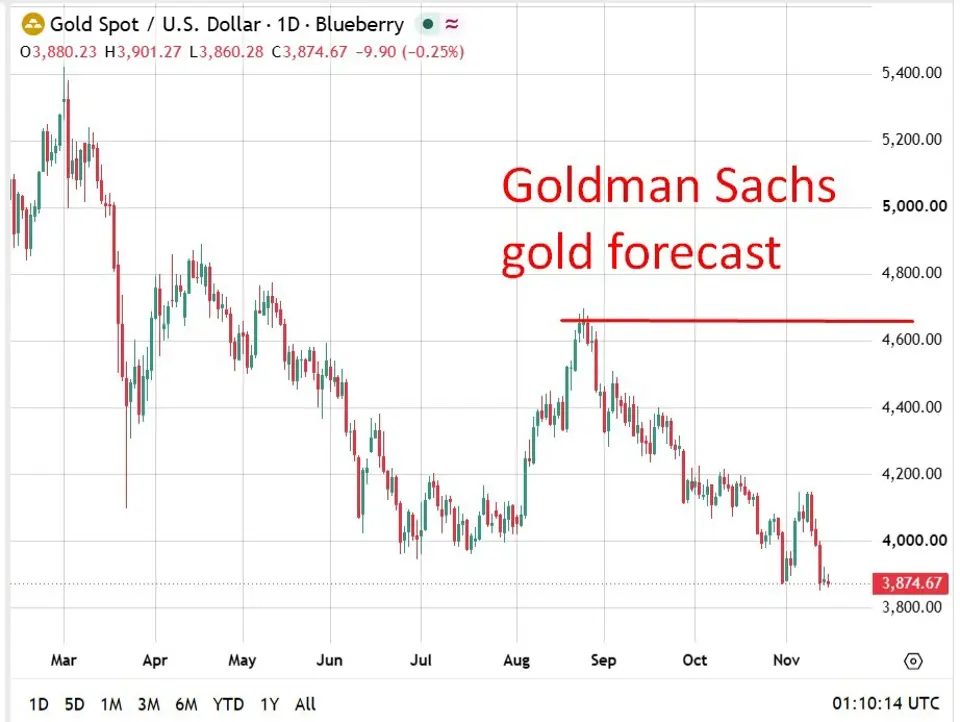 Gold Spot / U.S. Dollar · 1D · Blueberry
O3,880.23 H3,901.27 L3,860.28 C3,874.67 −9.90 (−0.25%)
5,400.00
5,200.00
Goldman Sachs
gold forecast
5,000.00
4,800.00
4,600.00
4,400.00
4,200.00
4,000.00
3,874.67
3,800.00
Mar Apr May Jun Jul Aug Sep Oct Nov
1D 5D 1M 3M 6M YTD 1Y All 01:10:14 UTC